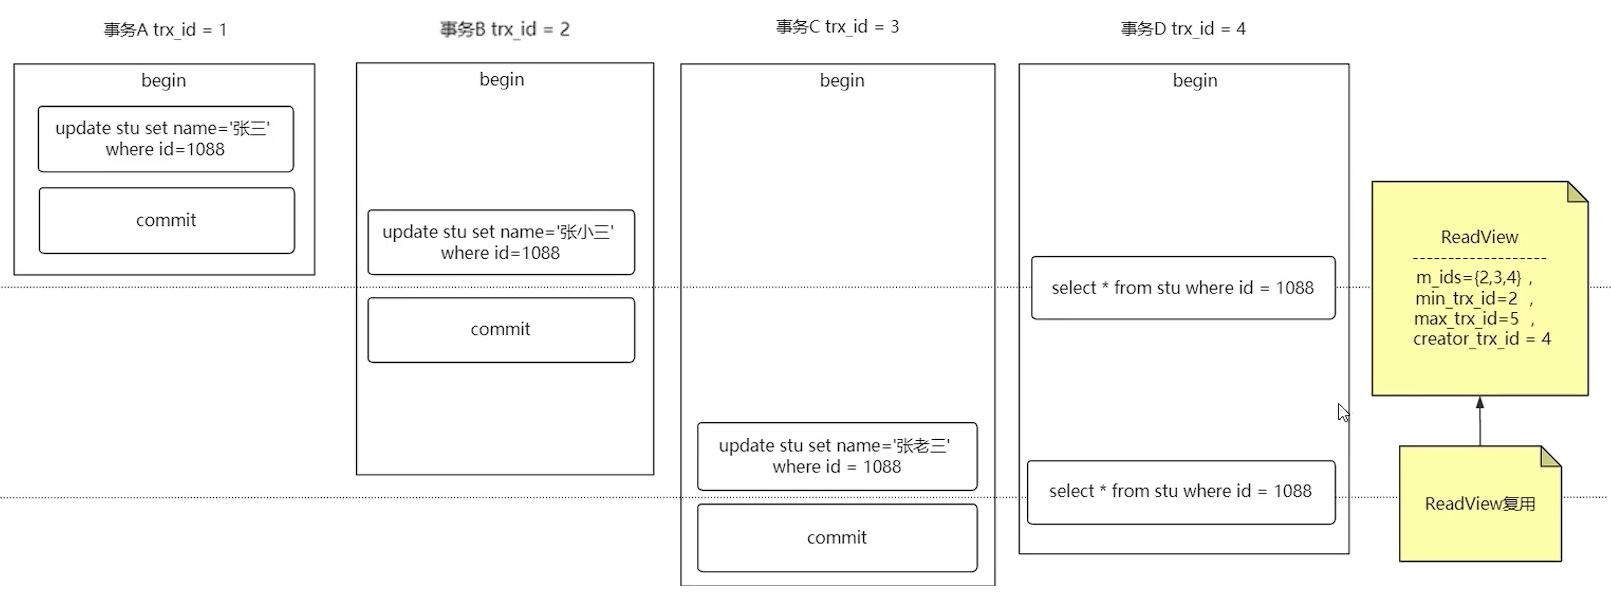 事务A trx_id = 1
begin
update stu set name='张三'
where id=1088
commit
事务B trx_id = 2
begin
update stu set name='张小三'
where id=1088
commit
事务C trx_id = 3
begin
update stu set name='张老三'
where id = 1088
commit
事务D trx_id = 4
begin
select * from stu where id = 1088
select * from stu where id = 1088
ReadView
m_ids={2,3,4} ,
min_trx_id=2 ,
max_trx_id=5 ,
creator_trx_id = 4
ReadView复用